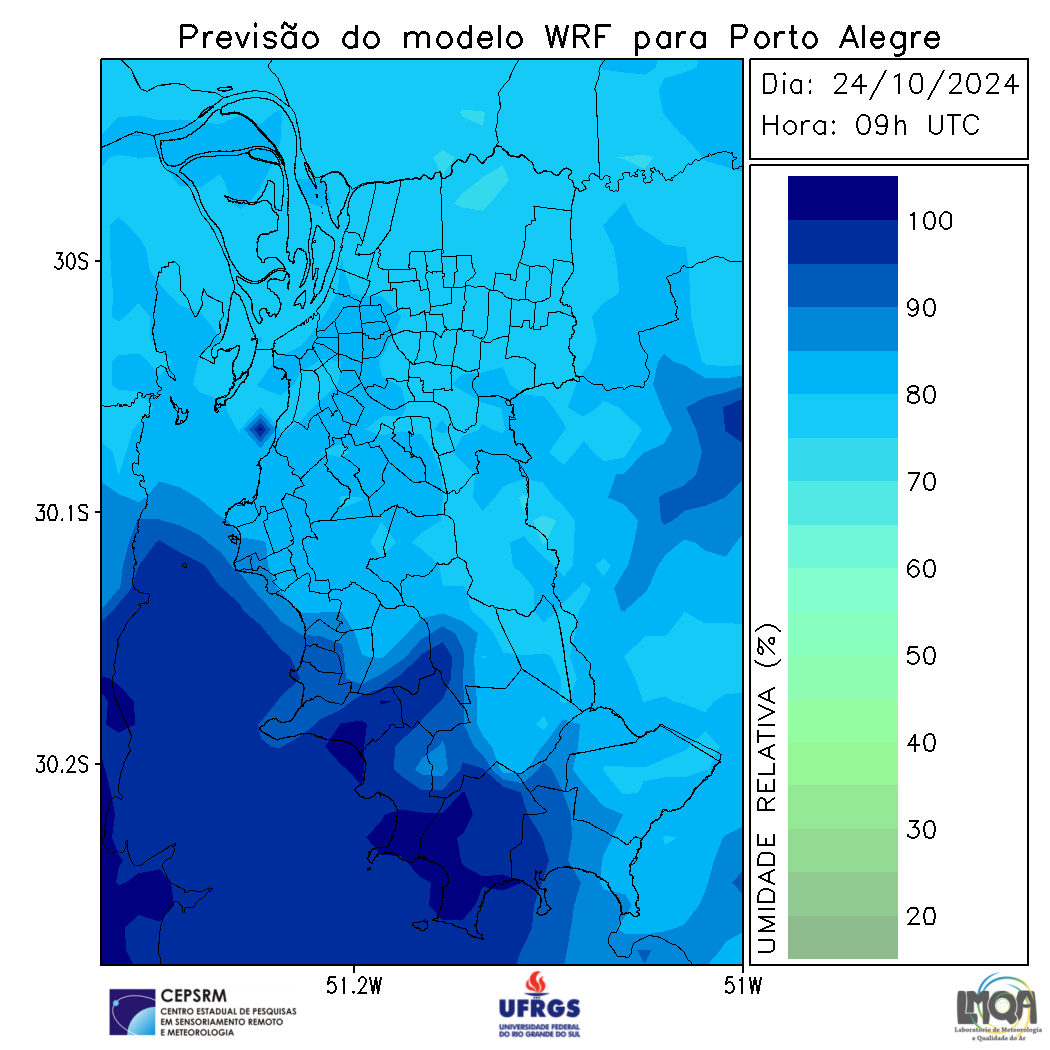 Previsão do modelo WRF para Porto Alegre
Dia: 24/10/2024
Hora: 09h UTC
30S
30.1S
30.2S
51.2W
51W
UMIDADE RELATIVA (%)
100
90
80
70
60
50
40
30
20
CEPSRM
CENTRO ESTADUAL DE PESQUISAS
EM SENSORIAMENTO REMOTO
E METEOROLOGIA
UFRGS
UNIVERSIDADE FEDERAL
DO RIO GRANDE DO SUL
LMQA
Laboratório de Meteorologia
e Qualidade do Ar